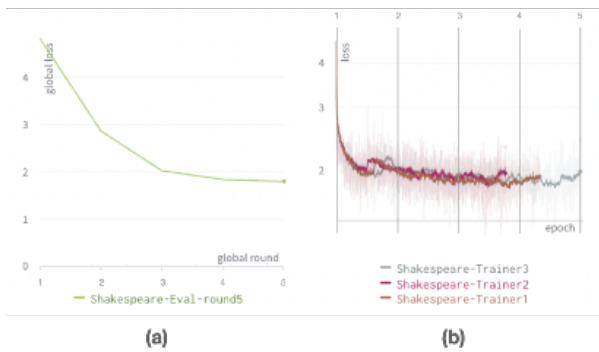 global loss
4
3
2
1
0
1 2 3 4 5 6
global round
Shakespeare-Eval-round5
(a)
1 2 3 4 5
loss
4
3
2
epoch
Shakespeare-Trainer3
Shakespeare-Trainer2
Shakespeare-Trainer1
(b)